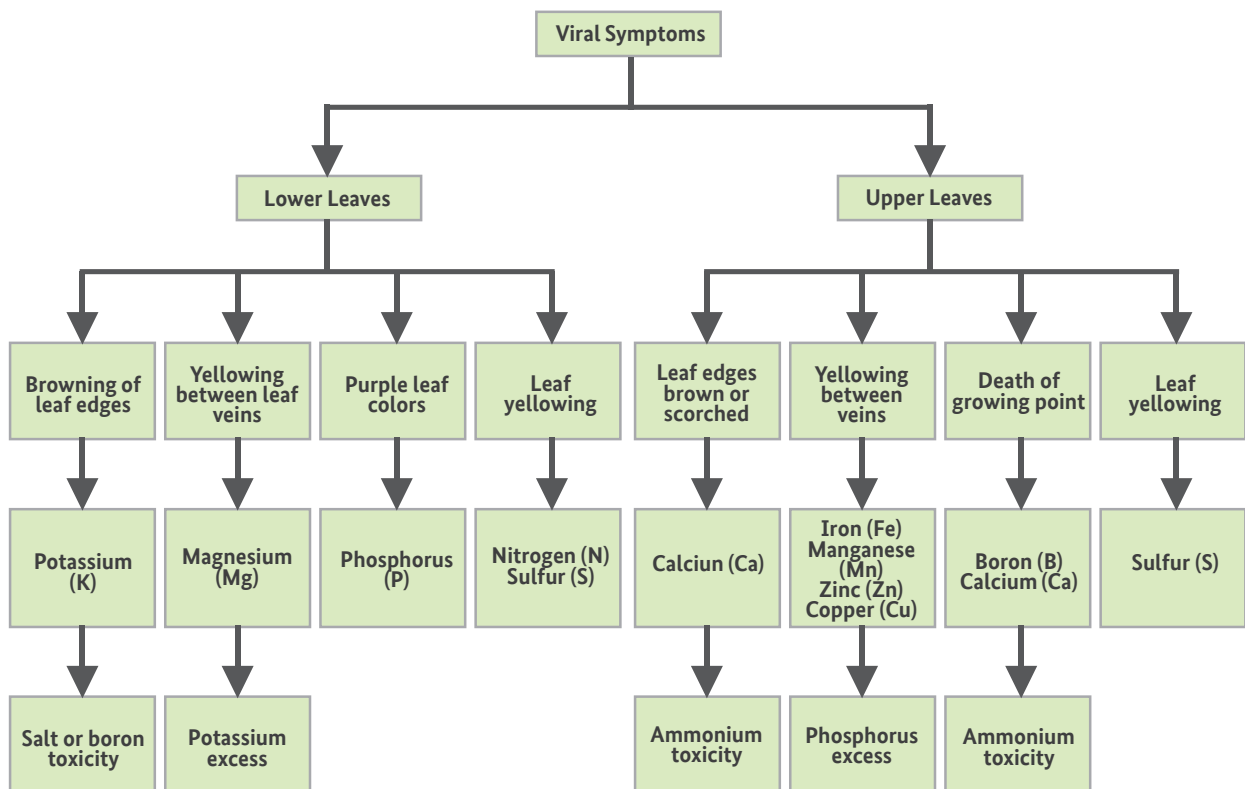 Viral Symptoms
Lower Leaves
Upper Leaves
Browning of
leaf edges
Yellowing
between leaf
veins
Purple leaf
colors
Leaf
yellowing
Leaf edges
brown or
scorched
Yellowing
between
veins
Death of
growing point
Leaf
yellowing
Potassium
(K)
Magnesium
(Mg)
Phosphorus
(P)
Nitrogen (N)
Sulfur (S)
Calciun (Ca)
Iron (Fe)
Manganese
(Mn)
Zinc (Zn)
Copper (Cu)
Boron (B)
Calcium (Ca)
Sulfur (S)
Salt or boron
toxicity
Potassium
excess
Ammonium
toxicity
Phosphorus
excess
Ammonium
toxicity